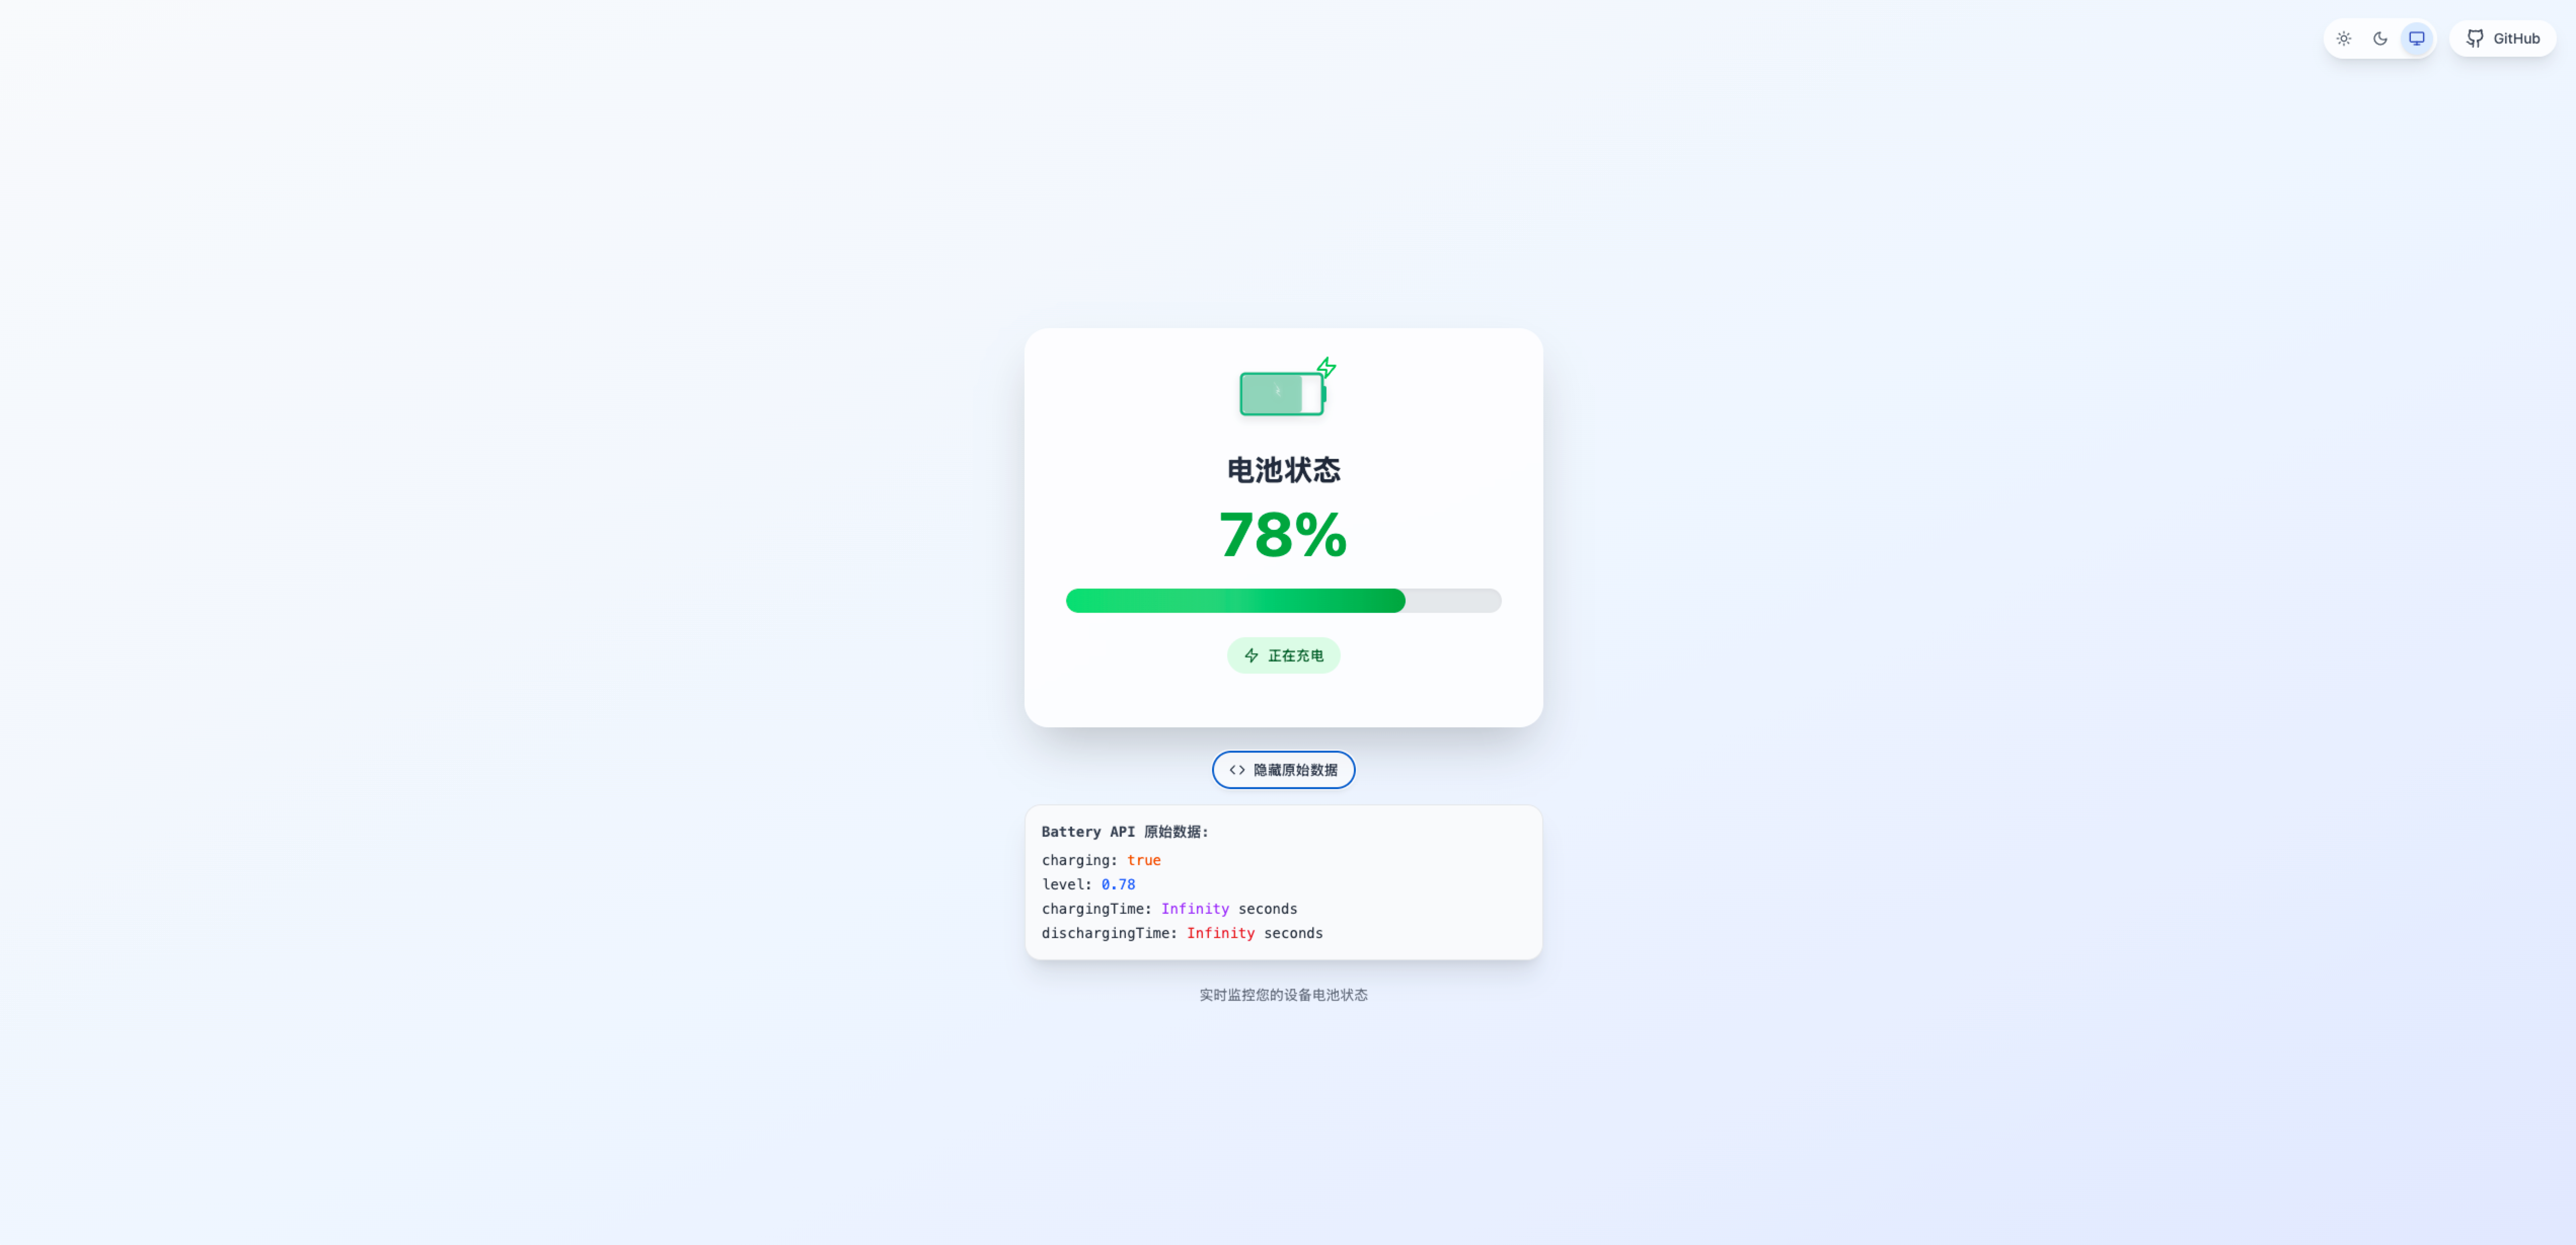 GitHub
电池状态
78%
正在充电
隐藏原始数据
Battery API 原始数据:
charging: true
level: 0.78
chargingTime: Infinity seconds
dischargingTime: Infinity seconds
实时监控您的设备电池状态